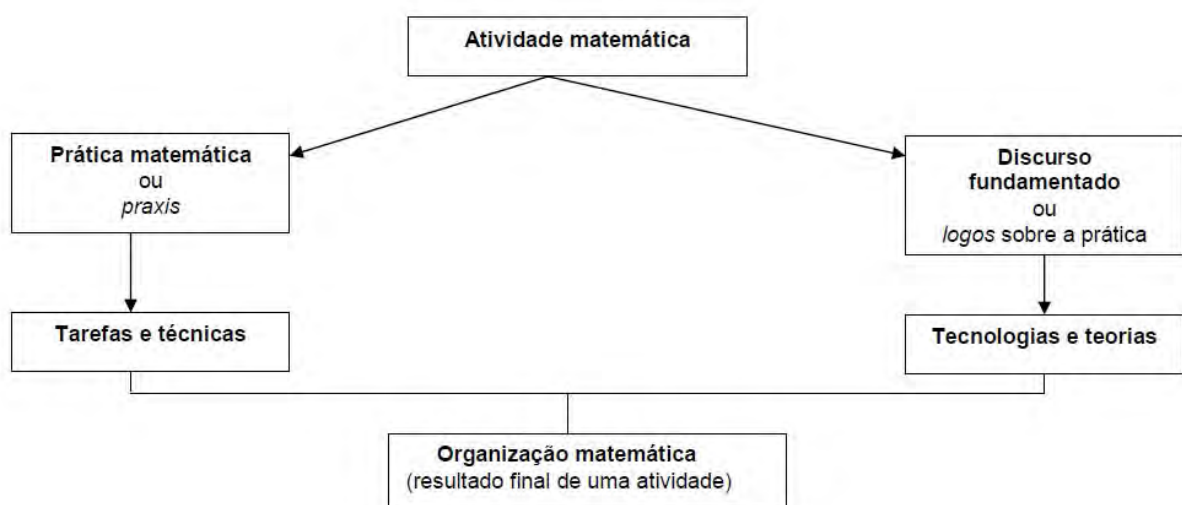 Atividade matemática
Prática matemática
ou
praxis
Discurso
fundamentado
ou
logos sobre a prática
Tarefas e técnicas
Tecnologias e teorias
Organização matemática
(resultado final de uma atividade)